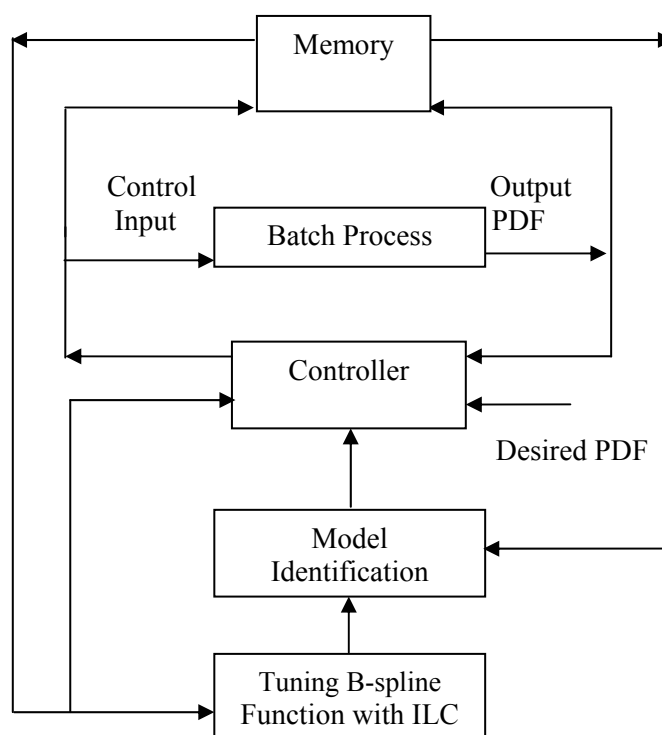 Memory
Control
Input
Output
PDF
Batch Process
Controller
Desired PDF
Model
Identification
Tuning B-spline
Function with ILC